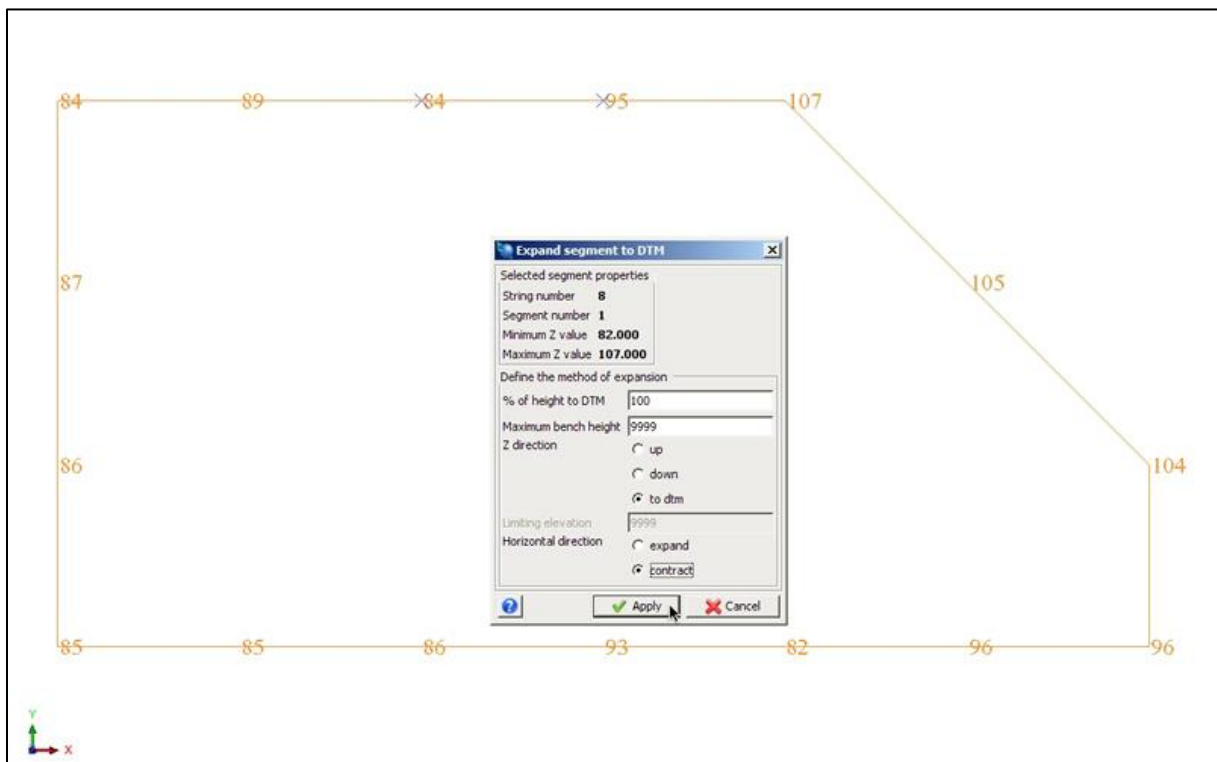 84 89 84 95 107
Expand segment to DTM
Selected segment properties
String number 8
Segment number 1
Minimum Z value 82.000
Maximum Z value 107.000
Define the method of expansion
% of height to DTM 100
Maximum bench height 9999
Z direction up
down
to dtm
Limiting elevation 9999
Horizontal direction expand
contract
Apply Cancel
87
105
86
104
85 85 86 93 82 96 96
Y
X